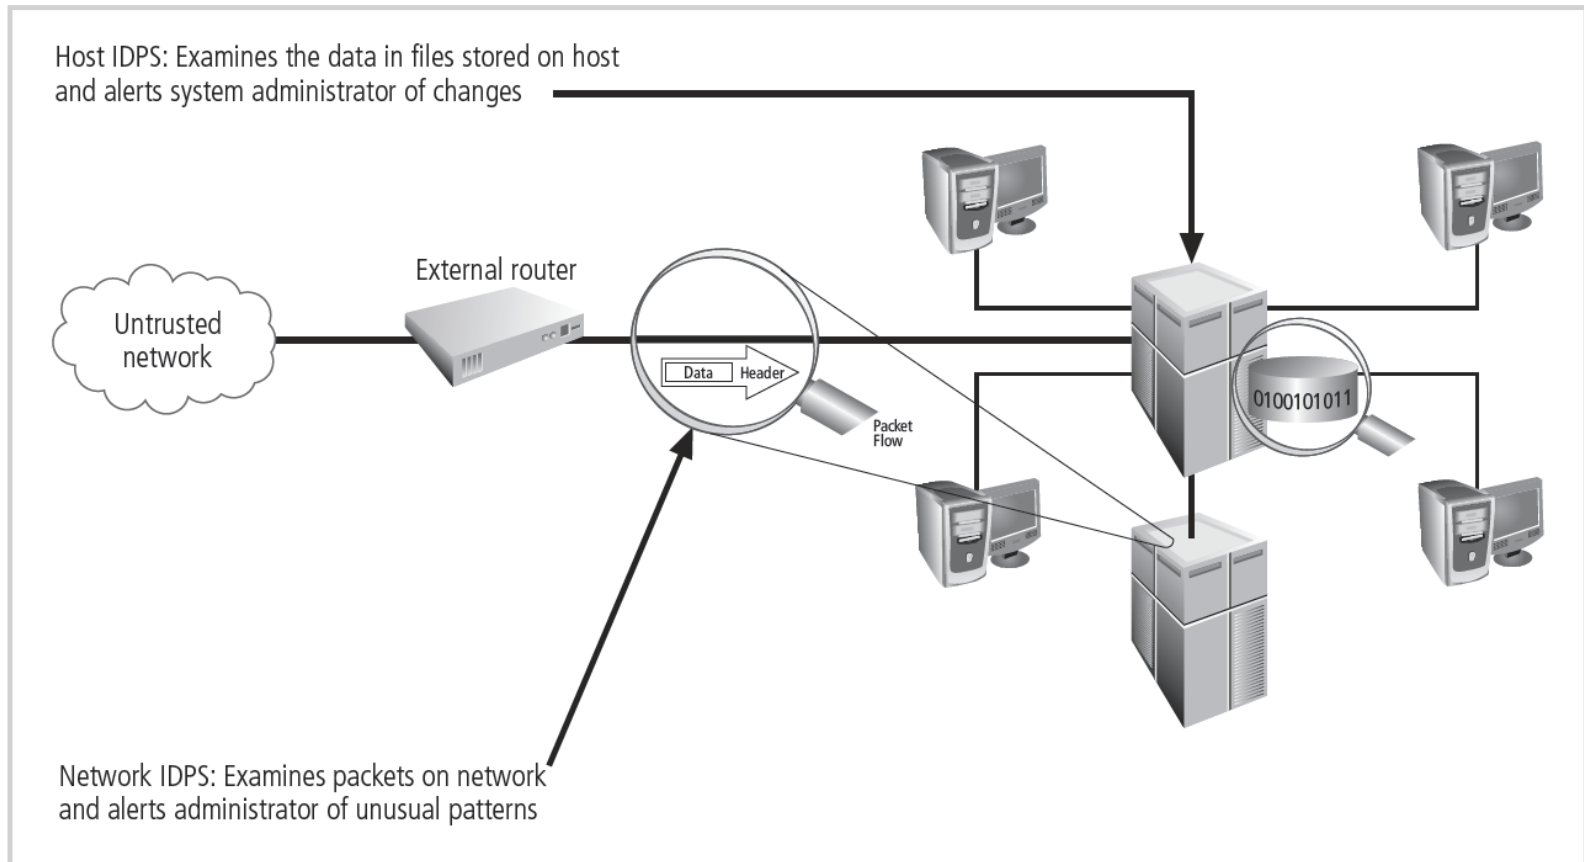 Host IDPS: Examines the data in files stored on host
and alerts system administrator of changes
External router
Untrusted
network
Data
Header
Packet
Flow
0100101011
Network IDPS: Examines packets on network
and alerts administrator of unusual patterns